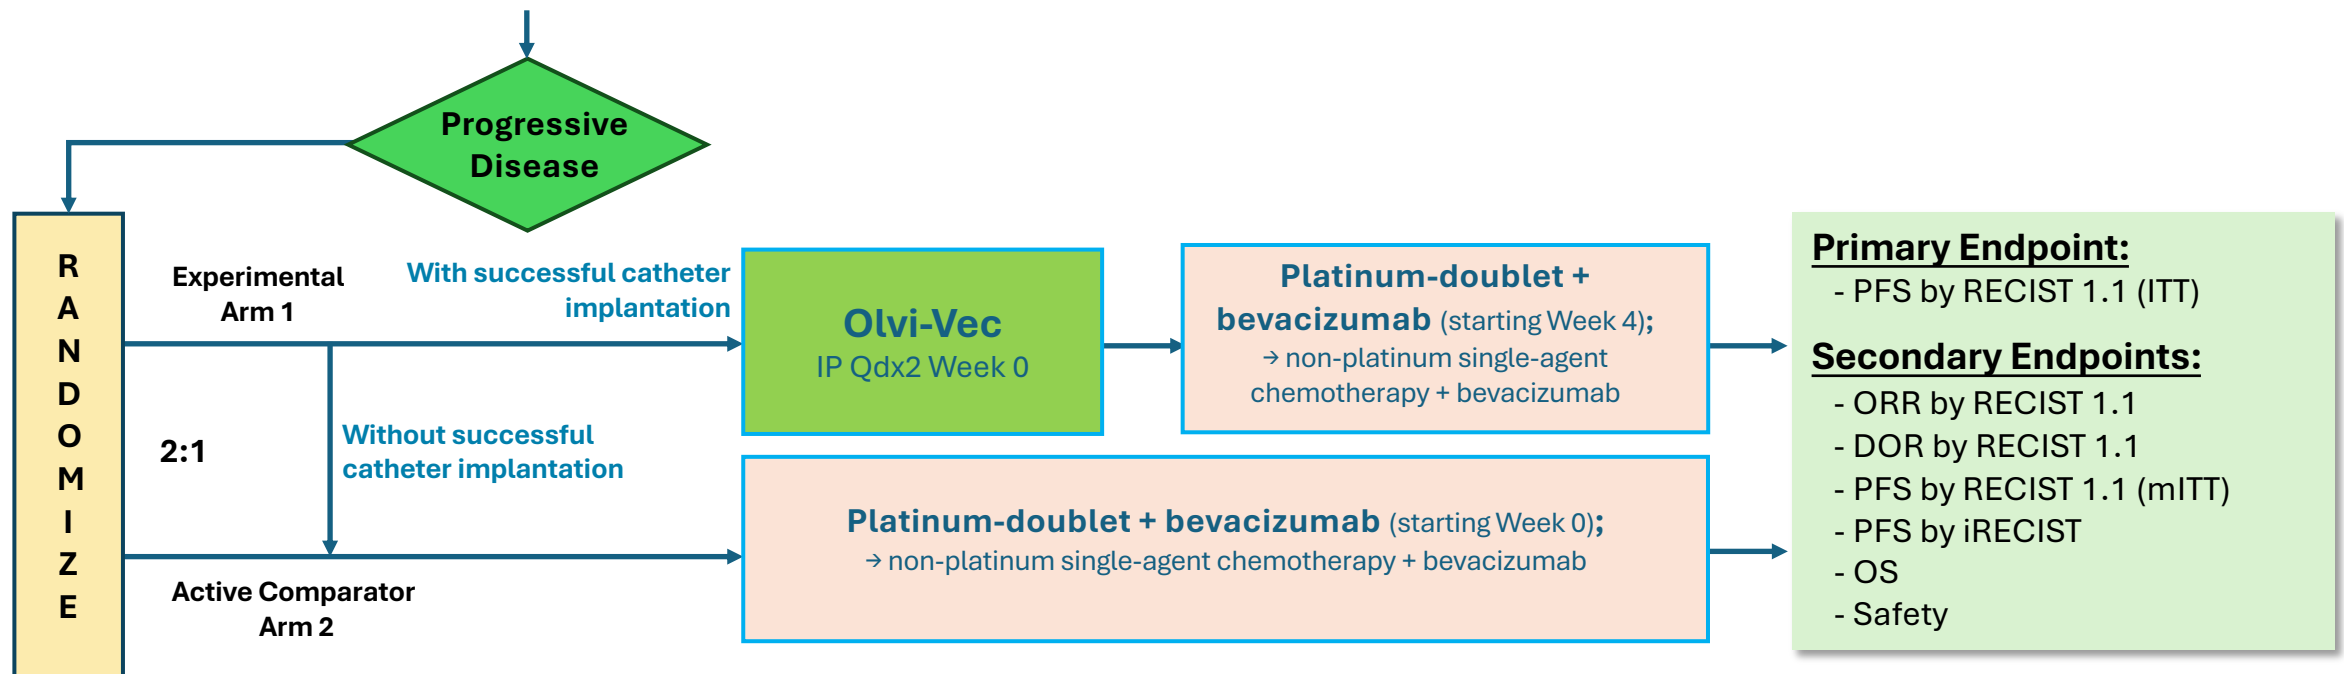 Progressive
Disease
R
A
N
D
O
M
I
Z
E
Experimental
Arm 1
With successful catheter
implantation
2:1
Without successful
catheter implantation
Active Comparator
Arm 2
Olvi-Vec
IP Qdx2 Week 0
Platinum-doublet +
bevacizumab (starting Week 4);
→ non-platinum single-agent
chemotherapy + bevacizumab
Platinum-doublet + bevacizumab (starting Week 0);
→ non-platinum single-agent chemotherapy + bevacizumab
Primary Endpoint:
- PFS by RECIST 1.1 (ITT)
Secondary Endpoints:
- ORR by RECIST 1.1
- DOR by RECIST 1.1
- PFS by RECIST 1.1 (mITT)
- PFS by iRECIST
- OS
- Safety